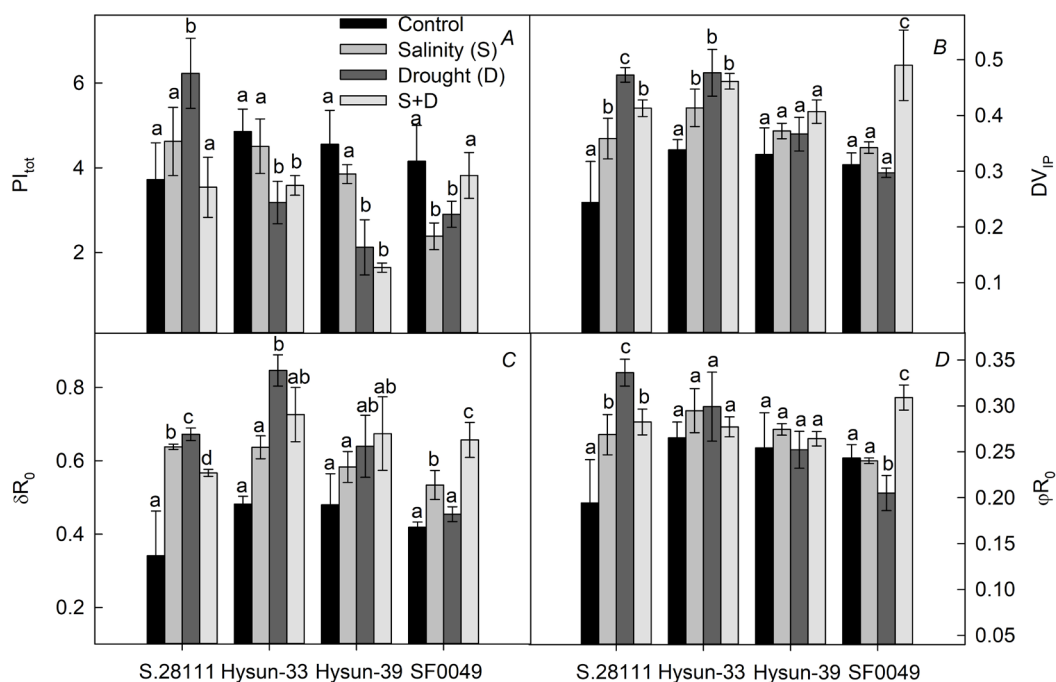 Control
Salinity (S)
Drought (D)
S+D
A
b
a
a
a
a
a
b
b
a
a
b
b
a
b
b
a
PI_tot
6
4
2
B
a
b
c
b
a
b
b
b
a
a
a
a
a
a
a
c
DV_IP
0.5
0.4
0.3
0.2
0.1
C
a
b
c
d
a
a
b
ab
a
a
ab
ab
a
b
a
c
δR_0
0.8
0.6
0.4
0.2
D
a
b
c
b
a
a
a
a
a
a
a
a
a
a
b
c
φR_0
0.35
0.30
0.25
0.20
0.15
0.10
0.05
S.28111 Hysun-33 Hysun-39 SF0049
S.28111 Hysun-33 Hysun-39 SF0049